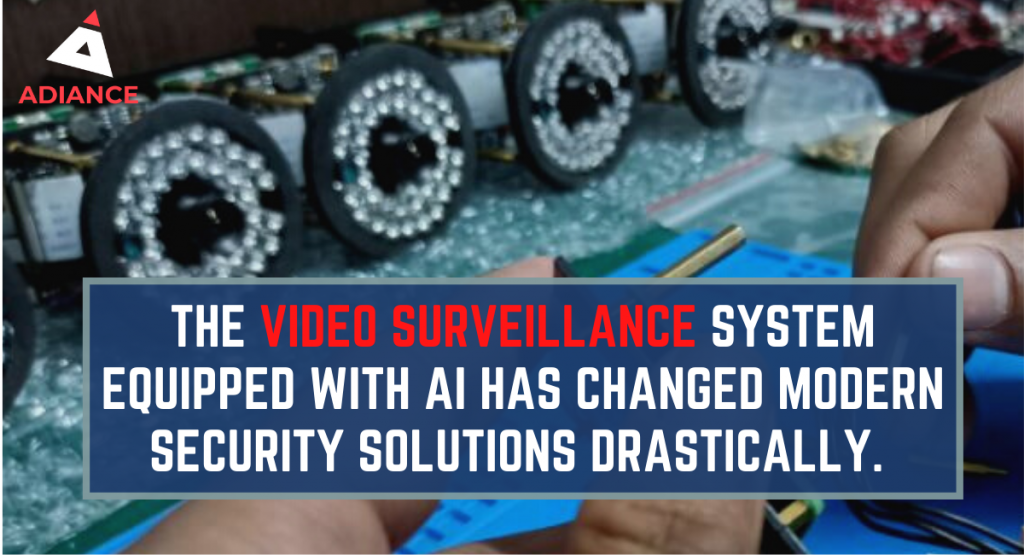 ADIANCE
THE VIDEO SURVEILLANCE SYSTEM
EQUIPPED WITH AI HAS CHANGED MODERN
SECURITY SOLUTIONS DRASTICALLY.